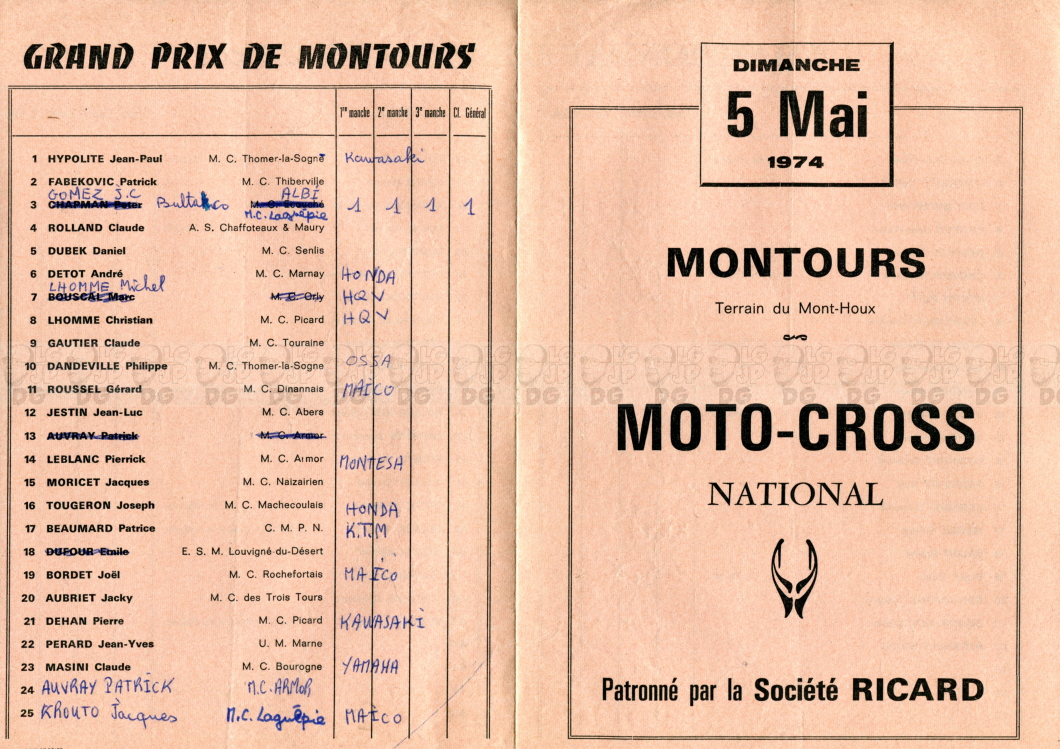 GRAND PRIX DE MONTOURS
1re manche 2e manche 3e manche Cl. Général
1 HYPOLITE Jean-Paul M. C. Thomer-la-Sogne Kawasaki
2 FABEKOVIC Patrick M. C. Thiberville
GOMEZ J.C ALBI
3 CHAPMAN Peter Bultaco M. C. Ecouché 1 1 1 1
M.C. Laguépie
4 ROLLAND Claude A. S. Chaffoteaux & Maury
5 DUBEK Daniel M. C. Senlis
6 DETOT André M. C. Marnay HONDA
LHOMME Michel
7 BOUSCAL Marc M. C. Orly HQV
8 LHOMME Christian M. C. Picard HQV
9 GAUTIER Claude M. C. Touraine
10 DANDEVILLE Philippe M. C. Thomer-la-Sogne OSSA
11 ROUSSEL Gérard M. C. Dinannais MAICO
12 JESTIN Jean-Luc M. C. Abers
13 AUVRAY Patrick M. C. Armor
14 LEBLANC Pierrick M. C. Armor MONTESA
15 MORICET Jacques M. C. Naizairien
16 TOUGERON Joseph M. C. Machecoulais HONDA
17 BEAUMARD Patrice C. M. P. N. K.T.M
18 DUFOUR Emile E. S. M. Louvigné-du-Désert
19 BORDET Joël M. C. Rochefortais MAICO
20 AUBRIET Jacky M. C. des Trois Tours
21 DEHAN Pierre M. C. Picard KAWASAKI
22 PERARD Jean-Yves U. M. Marne
23 MASINI Claude M. C. Bourogne YAMAHA
24 AUVRAY PATRICK M.C. ARMOR
25 KROUTO Jacques M.C. Laguépie MAICO
DIMANCHE
5 Mai
1974
MONTOURS
Terrain du Mont-Houx
MOTO-CROSS
NATIONAL
Patronné par la Société RICARD